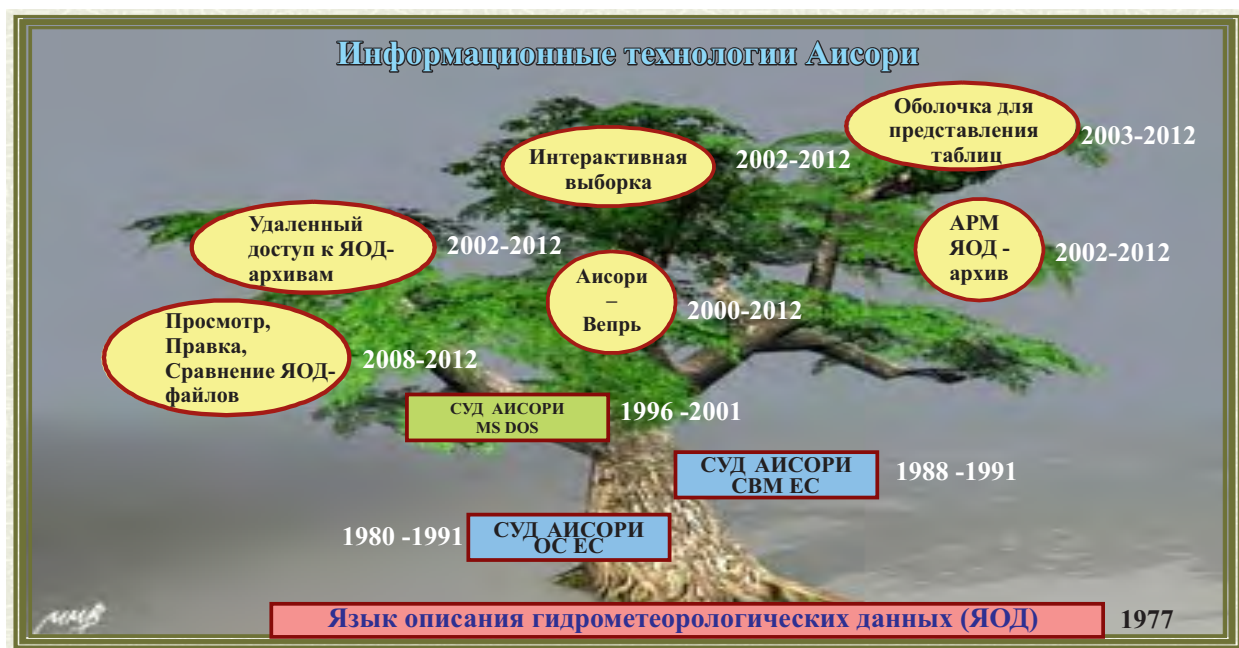 Информационные технологии Аисори
Оболочка для
представления
таблиц
2003-2012
Интерактивная
выборка
2002-2012
Удаленный
доступ к ЯОД-
архивам
2002-2012
АРМ
ЯОД -
архив
2002-2012
Аисори
–
Вепрь
2000-2012
Просмотр,
Правка,
Сравнение ЯОД-
файлов
2008-2012
СУД АИСОРИ
MS DOS
1996 -2001
СУД АИСОРИ
СВМ ЕС
1988 -1991
1980 -1991
СУД АИСОРИ
ОС ЕС
Язык описания гидрометеорологических данных (ЯОД)
1977